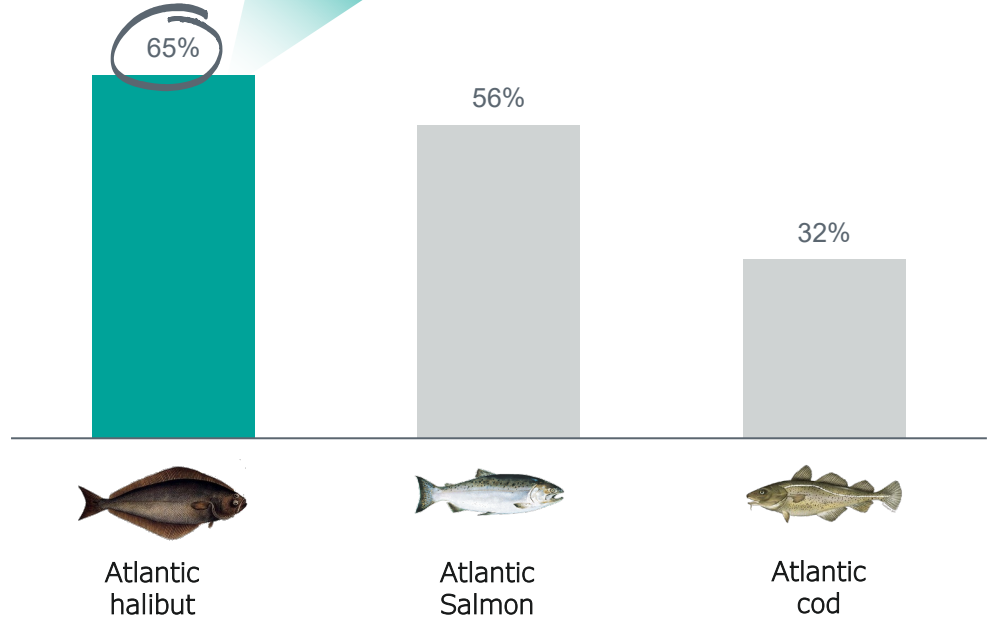 65%
56%
32%
Atlantic
halibut
Atlantic
Salmon
Atlantic
cod